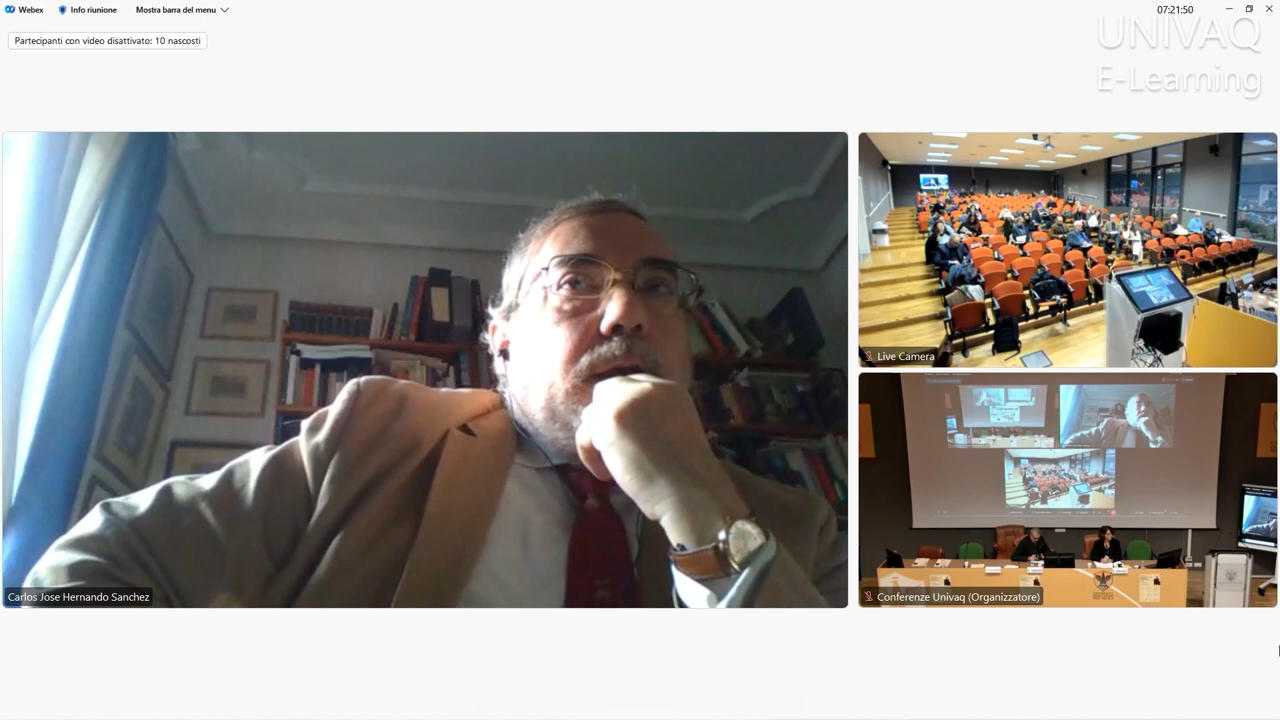 Webex
Info riunione
Mostra barra del menu
07:21:50
Partecipanti con video disattivato: 10 nascosti
UNIVAQ
E-Learning
Carlos Jose Hernando Sanchez
Live Camera
Conferenze Univaq (Organizzatore)